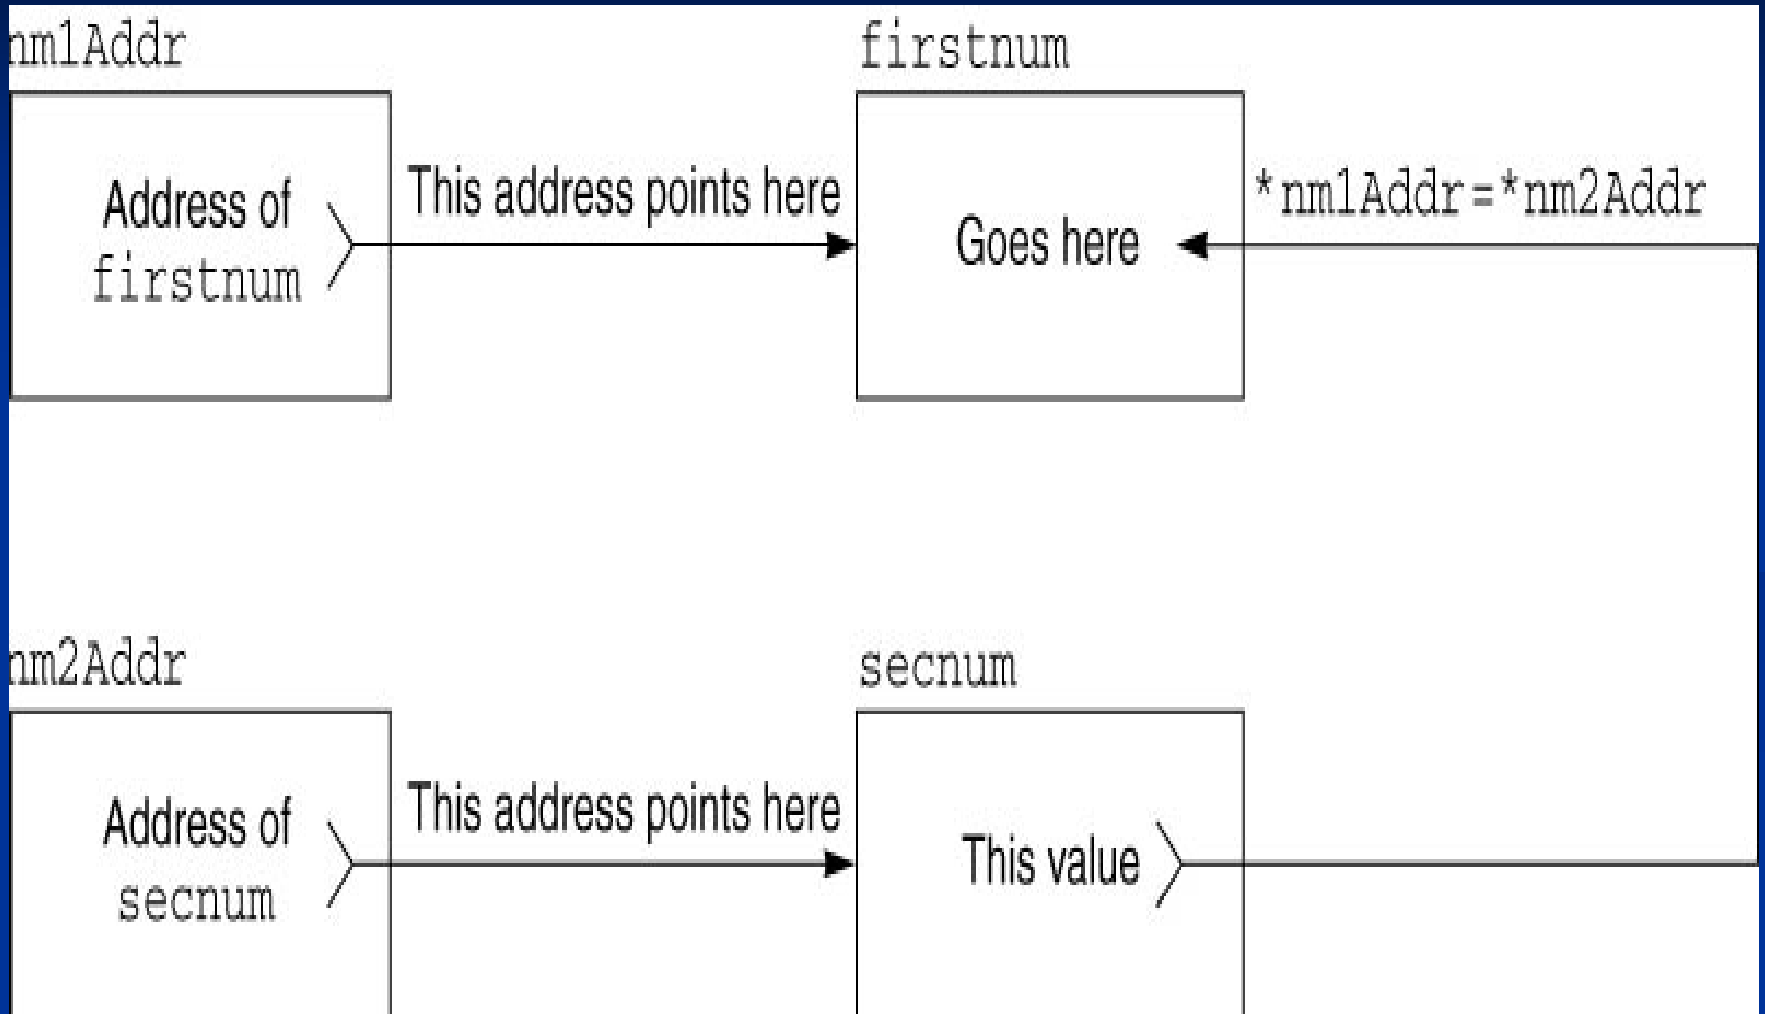 nm1Addr
firstnum
Address of
firstnum
This address points here
Goes here
*nm1Addr=*nm2Addr
nm2Addr
secnum
Address of
secnum
This address points here
This value